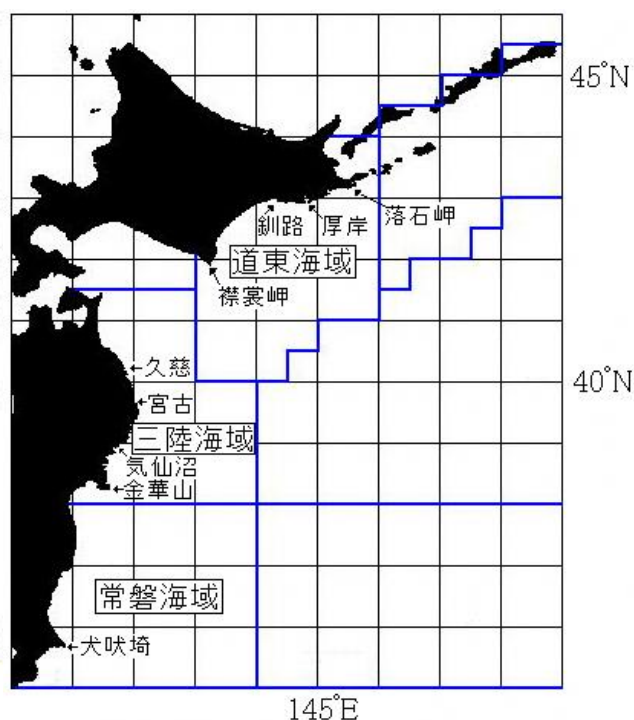 45°N
釧路
厚岸
落石岬
道東海域
襟裳岬
久慈
40°N
宮古
三陸海域
気仙沼
金華山
常磐海域
犬吠埼
145°E